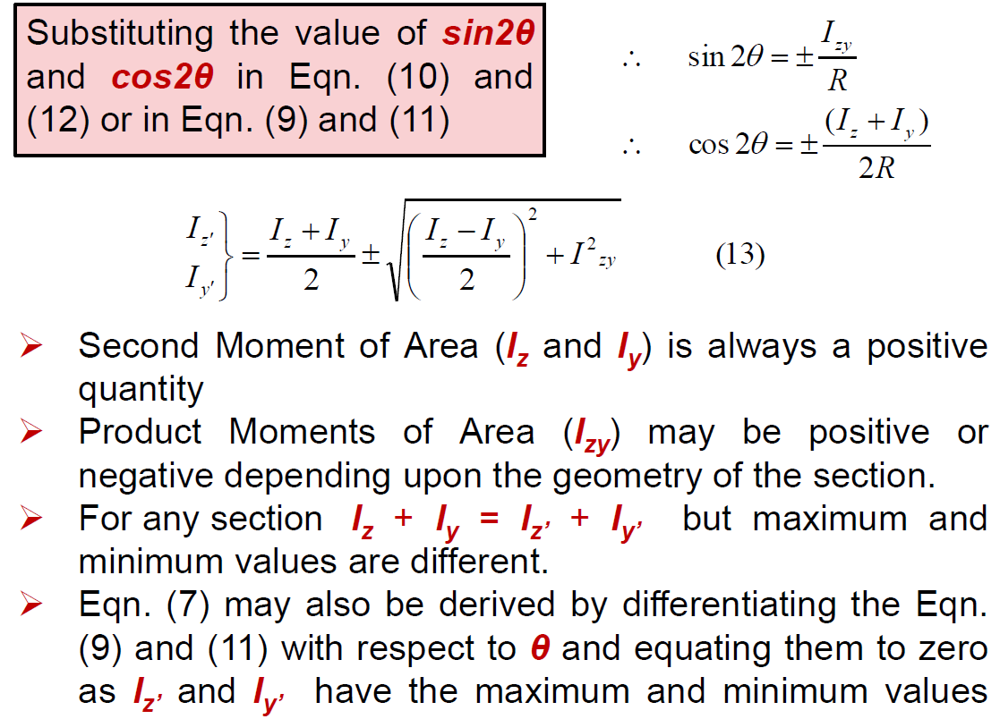 Substituting the value of sin2θ
and cos2θ in Eqn. (10) and
(12) or in Eqn. (9) and (11)
∴ sin 2θ = ± I_zy / R
∴ cos 2θ = ± (I_z + I_y) / 2R
I_z′ I_y′ } = (I_z + I_y) / 2 ± √( ((I_z − I_y) / 2)² + I²_zy ) (13)
➢ Second Moment of Area (I_z and I_y) is always a positive
quantity
➢ Product Moments of Area (I_zy) may be positive or
negative depending upon the geometry of the section.
➢ For any section I_z + I_y = I_z′ + I_y′ but maximum and
minimum values are different.
➢ Eqn. (7) may also be derived by differentiating the Eqn.
(9) and (11) with respect to θ and equating them to zero
as I_z′ and I_y′ have the maximum and minimum values